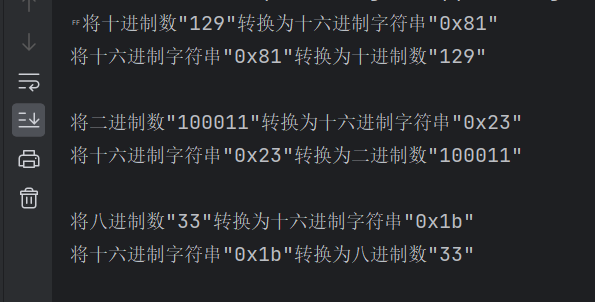 将十进制数"129"转换为十六进制字符串"0x81"
将十六进制字符串"0x81"转换为十进制数"129"
将二进制数"100011"转换为十六进制字符串"0x23"
将十六进制字符串"0x23"转换为二进制数"100011"
将八进制数"33"转换为十六进制字符串"0x1b"
将十六进制字符串"0x1b"转换为八进制数"33"